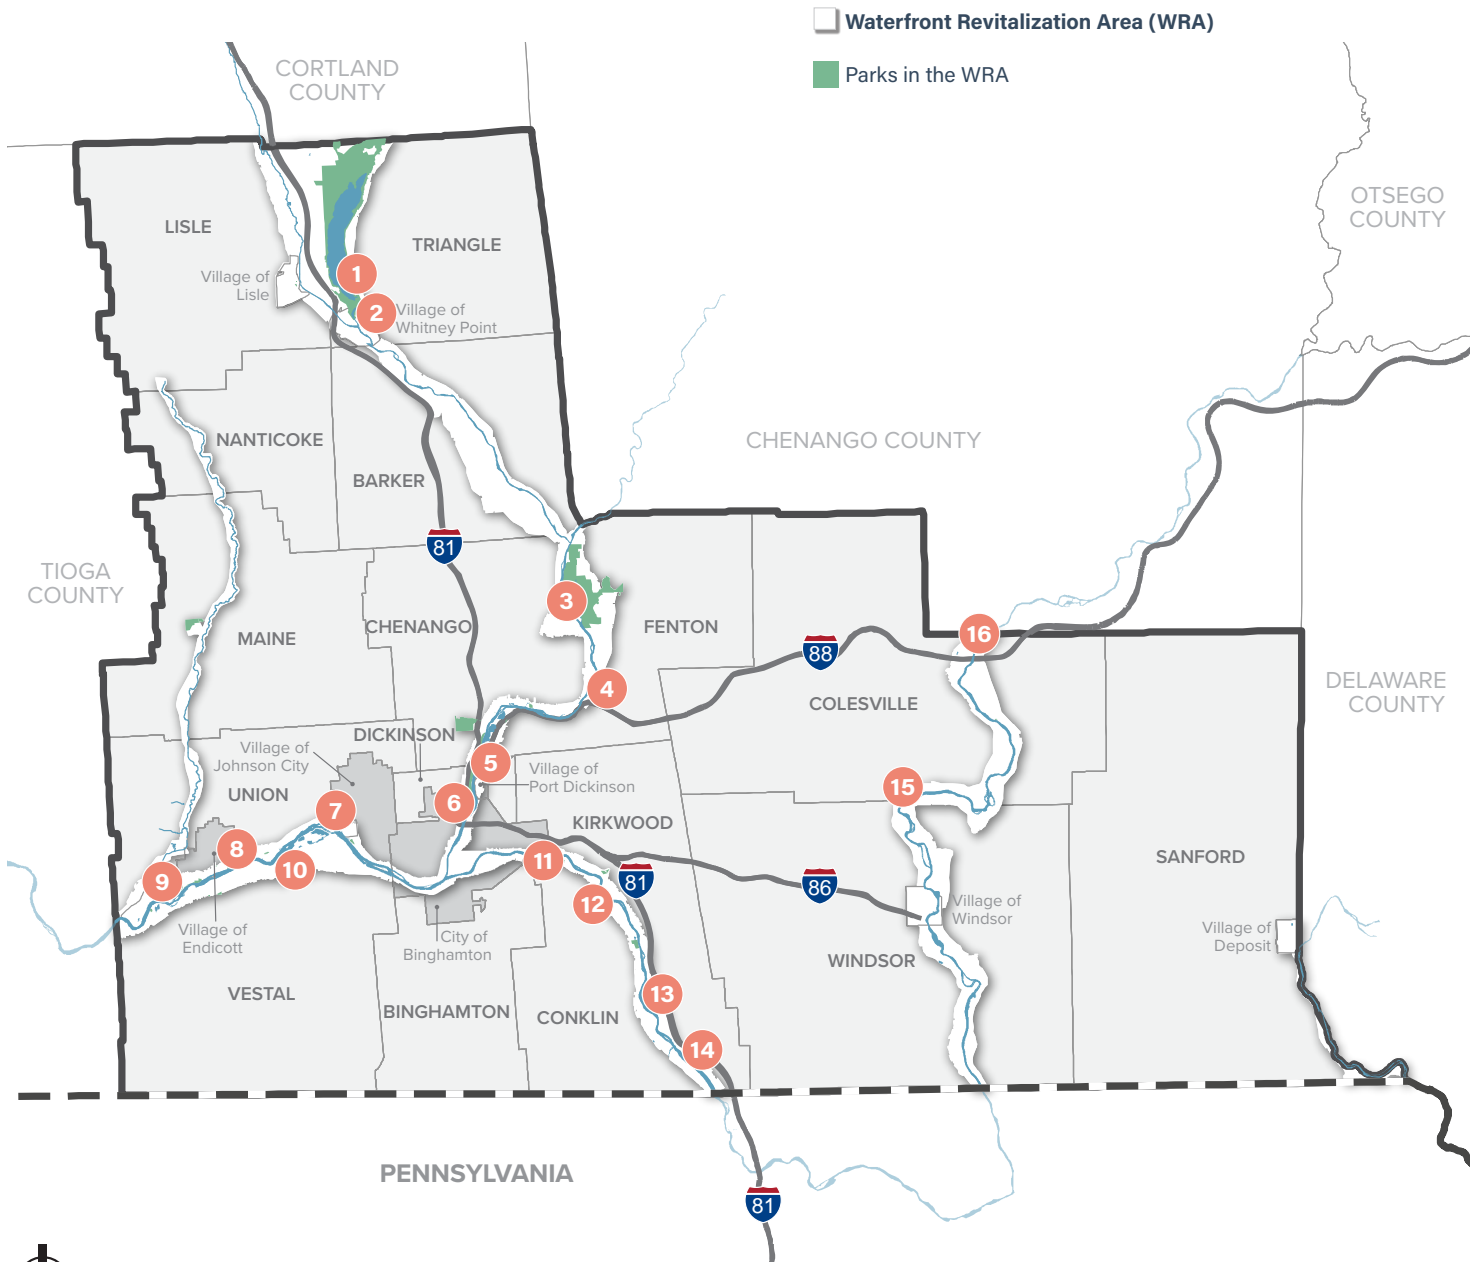 Waterfront Revitalization Area (WRA)
Parks in the WRA
CORTLAND
COUNTY
OTSEGO
COUNTY
LISLE
TRIANGLE
Village of
Lisle
1
2
Village of
Whitney Point
NANTICOKE
CHENANGO COUNTY
BARKER
81
TIOGA
COUNTY
3
MAINE
CHENANGO
FENTON
16
88
4
COLESVILLE
DELAWARE
COUNTY
DICKINSON
Village of
Johnson City
5
Village of
Port Dickinson
UNION
6
7
15
KIRKWOOD
8
10
11
9
81
86
SANFORD
12
Village of
Windsor
Village of
Endicott
City of
Binghamton
Village of
Deposit
WINDSOR
VESTAL
BINGHAMTON
CONKLIN
13
14
PENNSYLVANIA
81